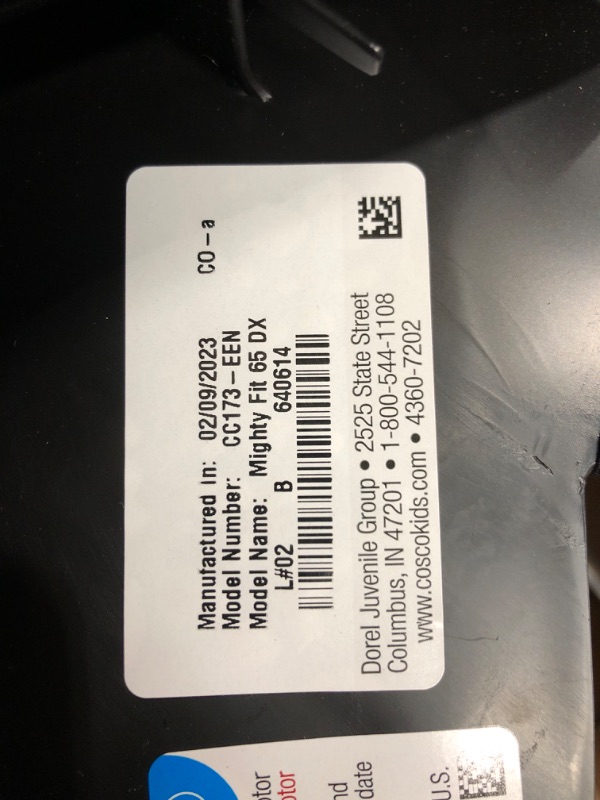 Manufactured in: 02/09/2023 CO-a
Model Number: CC173-EEN
Model Name: Mighty Fit 65 DX
L#02 B 640614
Dorel Juvenile Group • 2525 State Street
Columbus, IN 47201 • 1-800-544-1108
www.coscokids.com • 4360-7202
date
U.S.